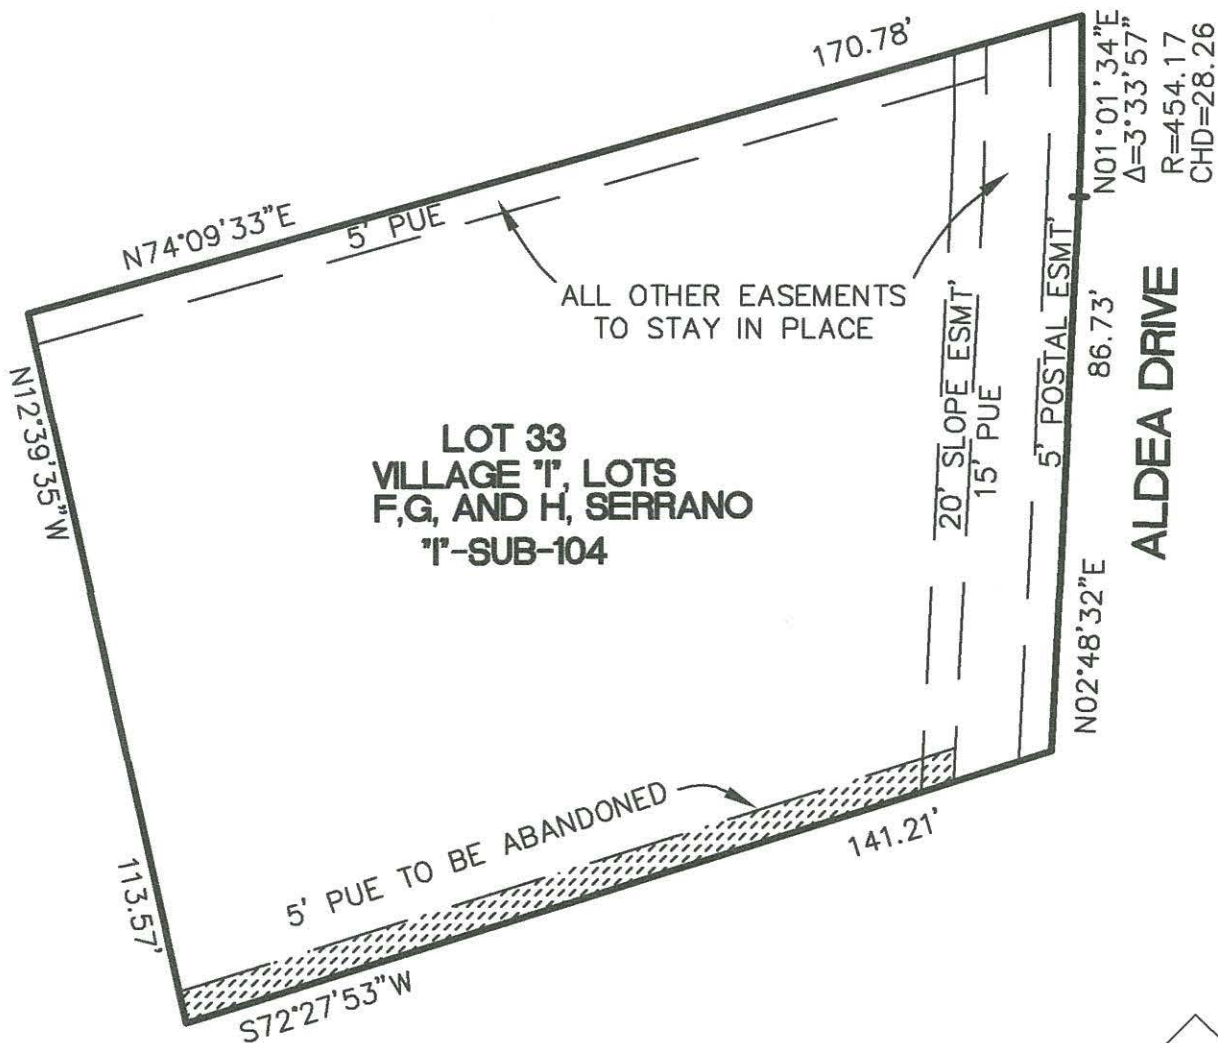 170.78'
N01°01'34"E
Δ=3°33'57"
R=454.17
CHD=28.26
N74°09'33"E
5' PUE
ALL OTHER EASEMENTS
TO STAY IN PLACE
N12°39'35"W
LOT 33
VILLAGE "I", LOTS
F,G, AND H, SERRANO
"I"-SUB-104
20' SLOPE ESMT'
15' PUE
5' POSTAL ESMT'
86.73'
ALDEA DRIVE
N02°48'32"E
5' PUE TO BE ABANDONED
141.21'
113.57'
S72°27'53"W